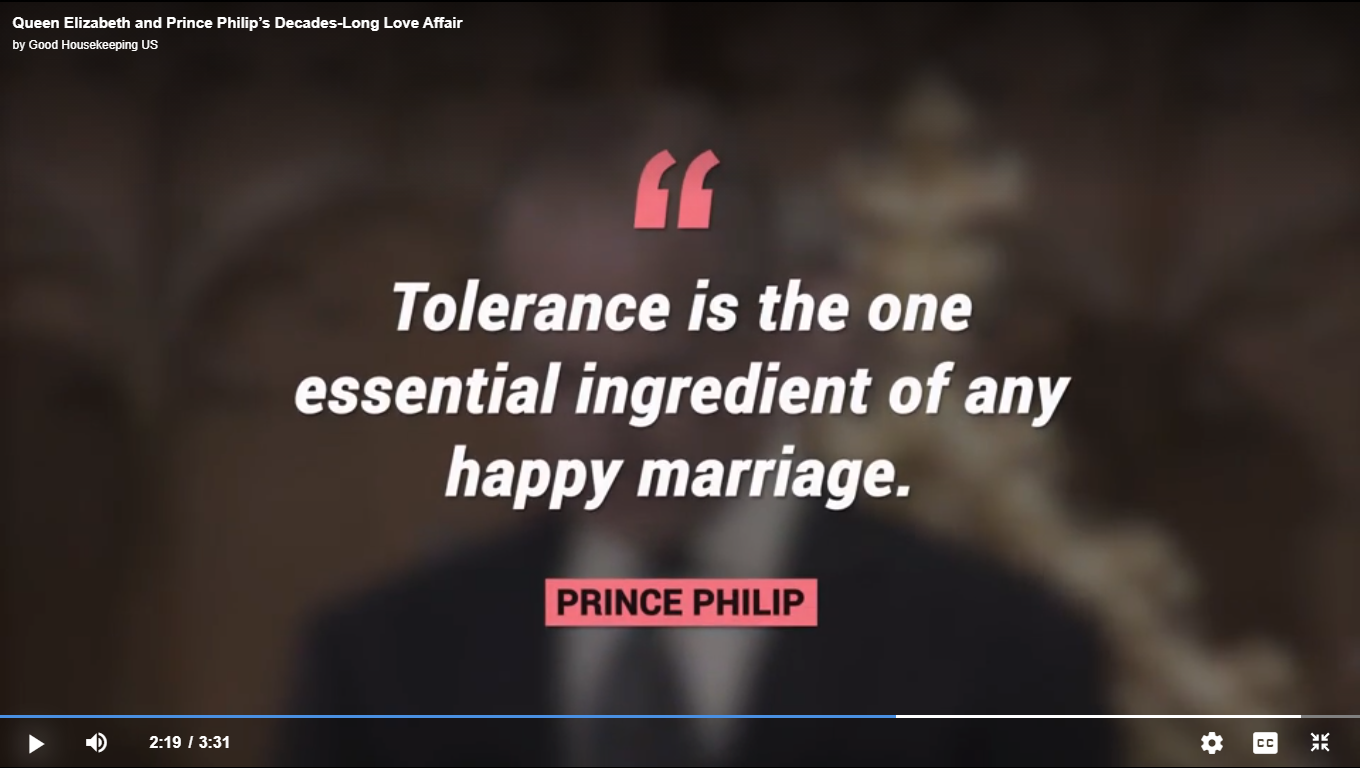 Queen Elizabeth and Prince Philip’s Decades-Long Love Affair
by Good Housekeeping US
“
Tolerance is the one
essential ingredient of any
happy marriage.
PRINCE PHILIP
2:19 / 3:31
CC